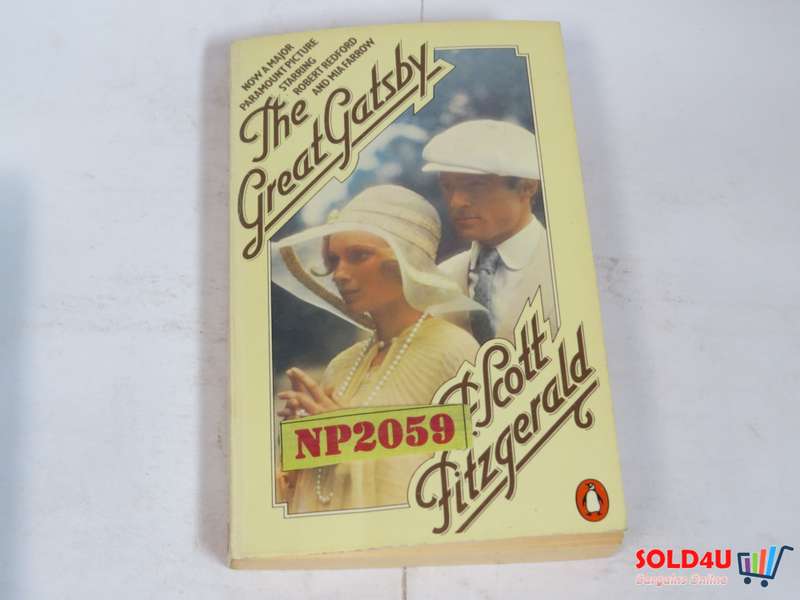 NOW A MAJOR
PARAMOUNT PICTURE
STARRING
ROBERT REDFORD
AND MIA FARROW
The
Great Gatsby
F. Scott
Fitzgerald
NP2059
SOLD4U
Bargains Online